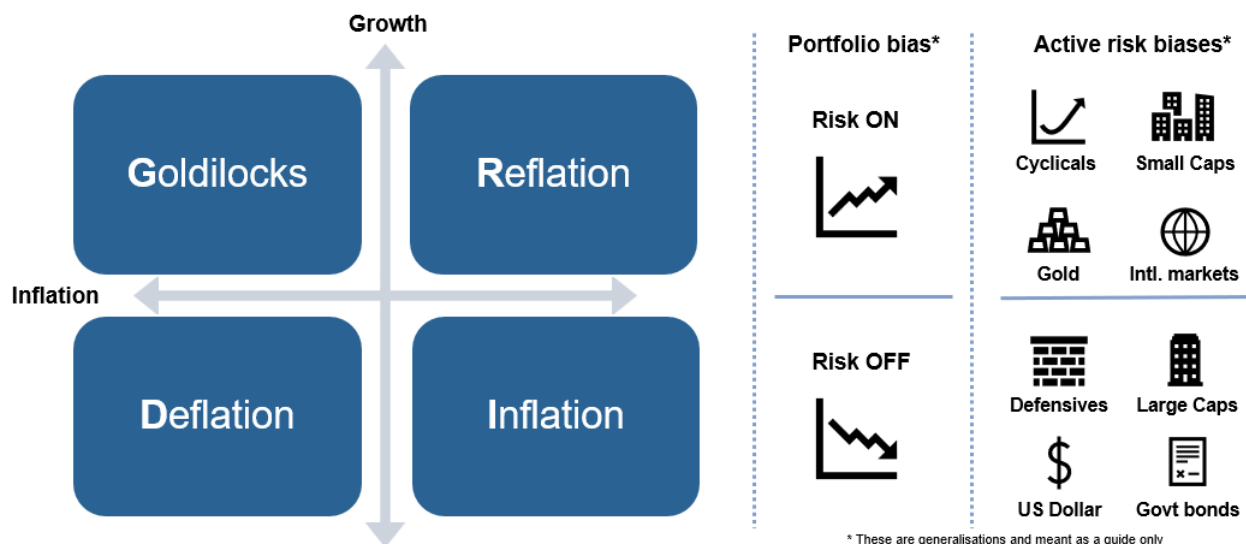 Growth
Inflation
Goldilocks
Reflation
Deflation
Inflation
Portfolio bias*
Risk ON
Risk OFF
Active risk biases*
Cyclicals
Small Caps
Gold
Intl. markets
Defensives
Large Caps
$
US Dollar
Govt bonds
* These are generalisations and meant as a guide only